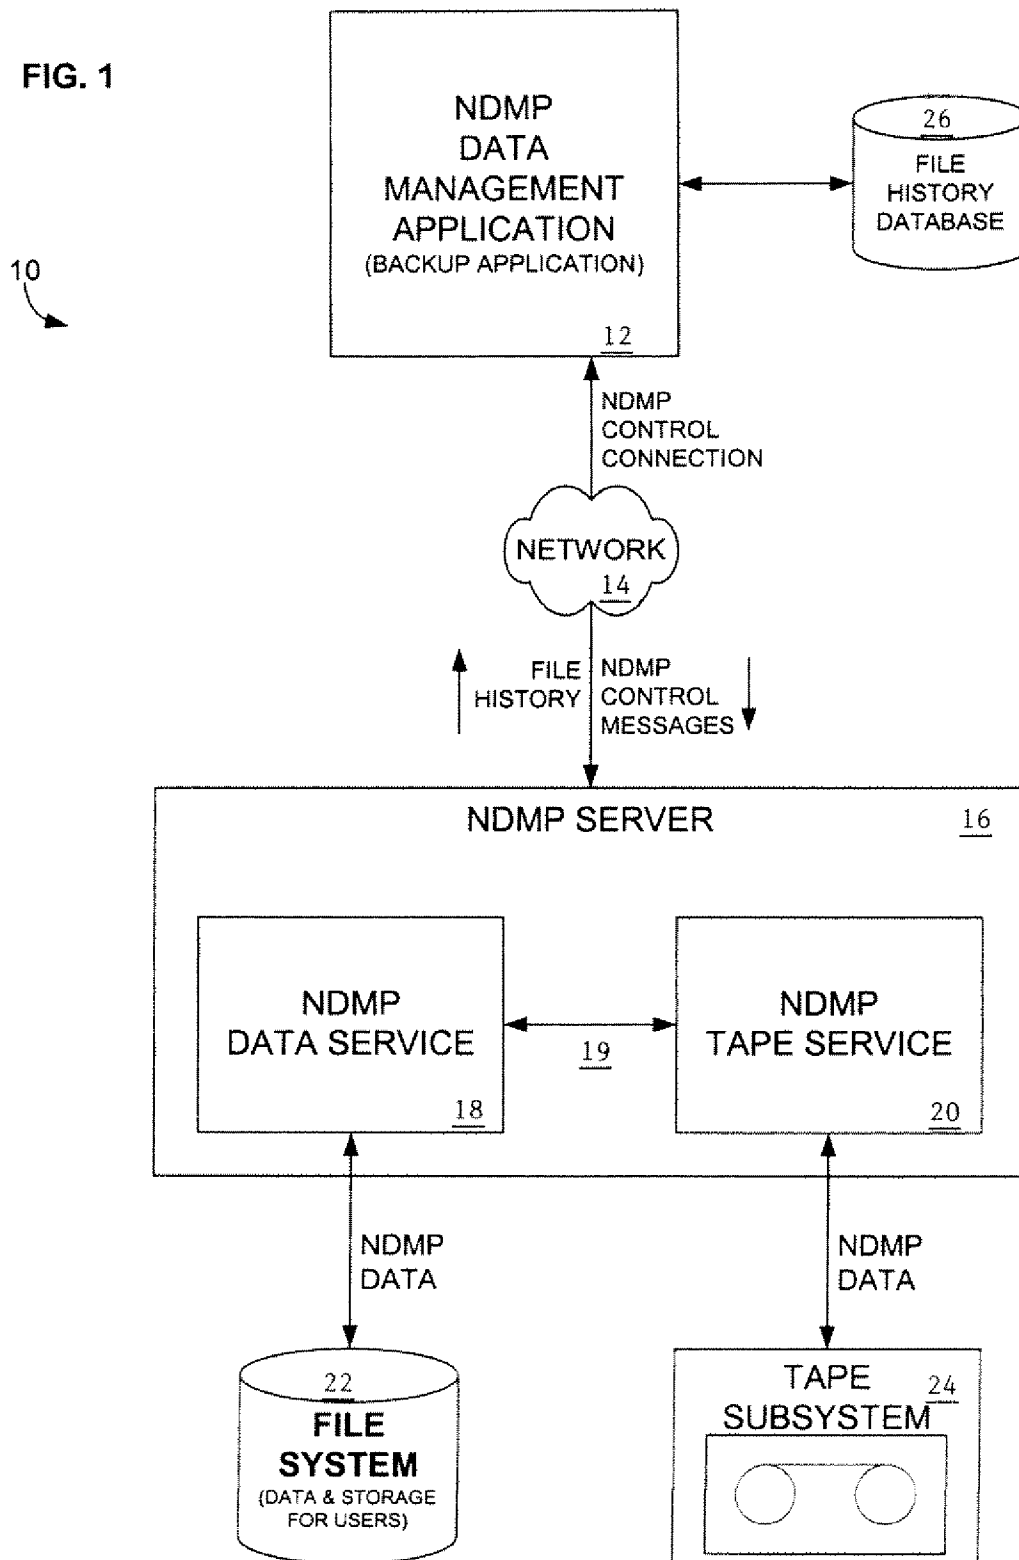 FIG. 1
NDMP
DATA
MANAGEMENT
APPLICATION
(BACKUP APPLICATION)
12
26
FILE
HISTORY
DATABASE
10
NDMP
CONTROL
CONNECTION
NETWORK
14
FILE
HISTORY
NDMP
CONTROL
MESSAGES
NDMP SERVER
16
NDMP
DATA SERVICE
18
19
NDMP
TAPE SERVICE
20
NDMP
DATA
NDMP
DATA
22
FILE
SYSTEM
(DATA & STORAGE
FOR USERS)
TAPE
SUBSYSTEM
24